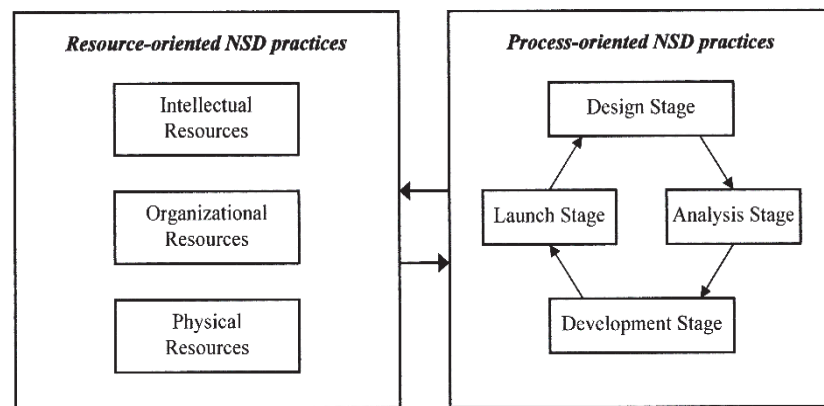 Resource-oriented NSD practices
Intellectual
Resources
Organizational
Resources
Physical
Resources
Process-oriented NSD practices
Design Stage
Launch Stage
Analysis Stage
Development Stage